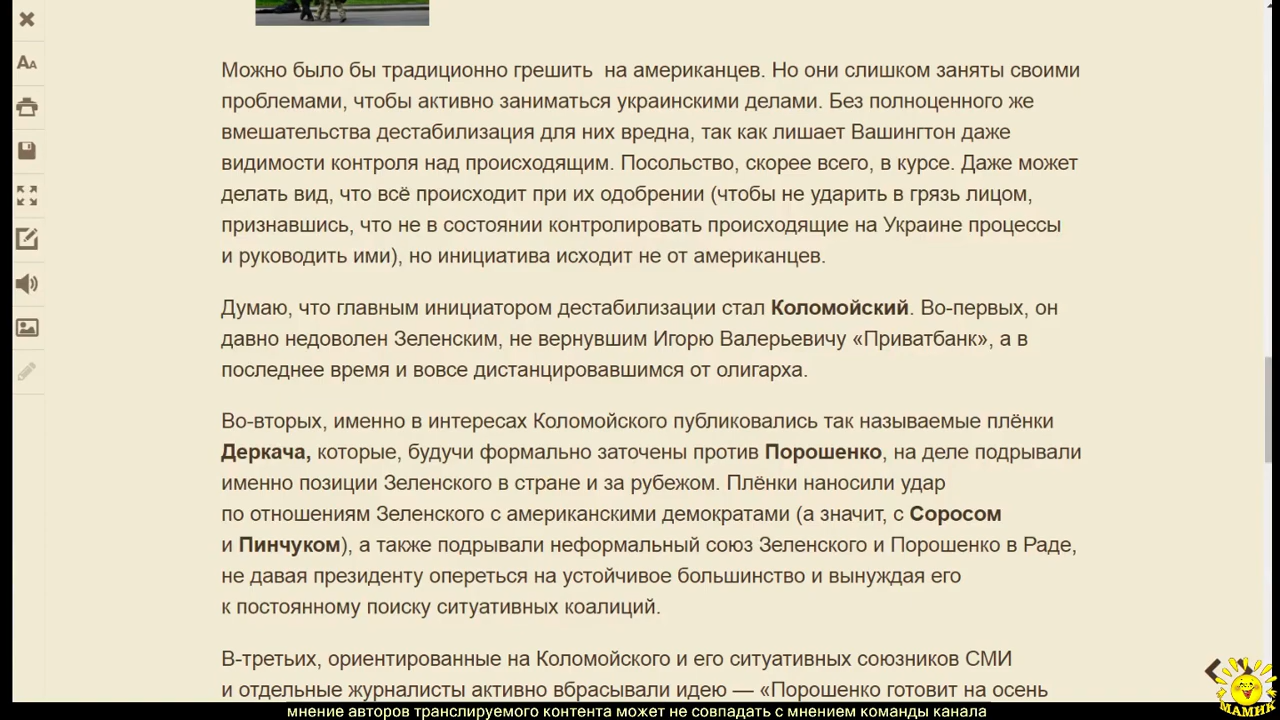 Можно было бы традиционно грешить  на американцев. Но они слишком заняты своими
проблемами, чтобы активно заниматься украинскими делами. Без полноценного же
вмешательства дестабилизация для них вредна, так как лишает Вашингтон даже
видимости контроля над происходящим. Посольство, скорее всего, в курсе. Даже может
делать вид, что всё происходит при их одобрении (чтобы не ударить в грязь лицом,
признавшись, что не в состоянии контролировать происходящие на Украине процессы
и руководить ими), но инициатива исходит не от американцев.
Думаю, что главным инициатором дестабилизации стал Коломойский. Во-первых, он
давно недоволен Зеленским, не вернувшим Игорю Валерьевичу «Приватбанк», а в
последнее время и вовсе дистанцировавшимся от олигарха.
Во-вторых, именно в интересах Коломойского публиковались так называемые плёнки
Деркача, которые, будучи формально заточены против Порошенко, на деле подрывали
именно позиции Зеленского в стране и за рубежом. Плёнки наносили удар
по отношениям Зеленского с американскими демократами (а значит, с Соросом
и Пинчуком), а также подрывали неформальный союз Зеленского и Порошенко в Раде,
не давая президенту опереться на устойчивое большинство и вынуждая его
к постоянному поиску ситуативных коалиций.
В-третьих, ориентированные на Коломойского и его ситуативных союзников СМИ
и отдельные журналисты активно вбрасывали идею — «Порошенко готовит на осень
мнение авторов транслируемого контента может не совпадать с мнением команды канала
МАМИК
AA